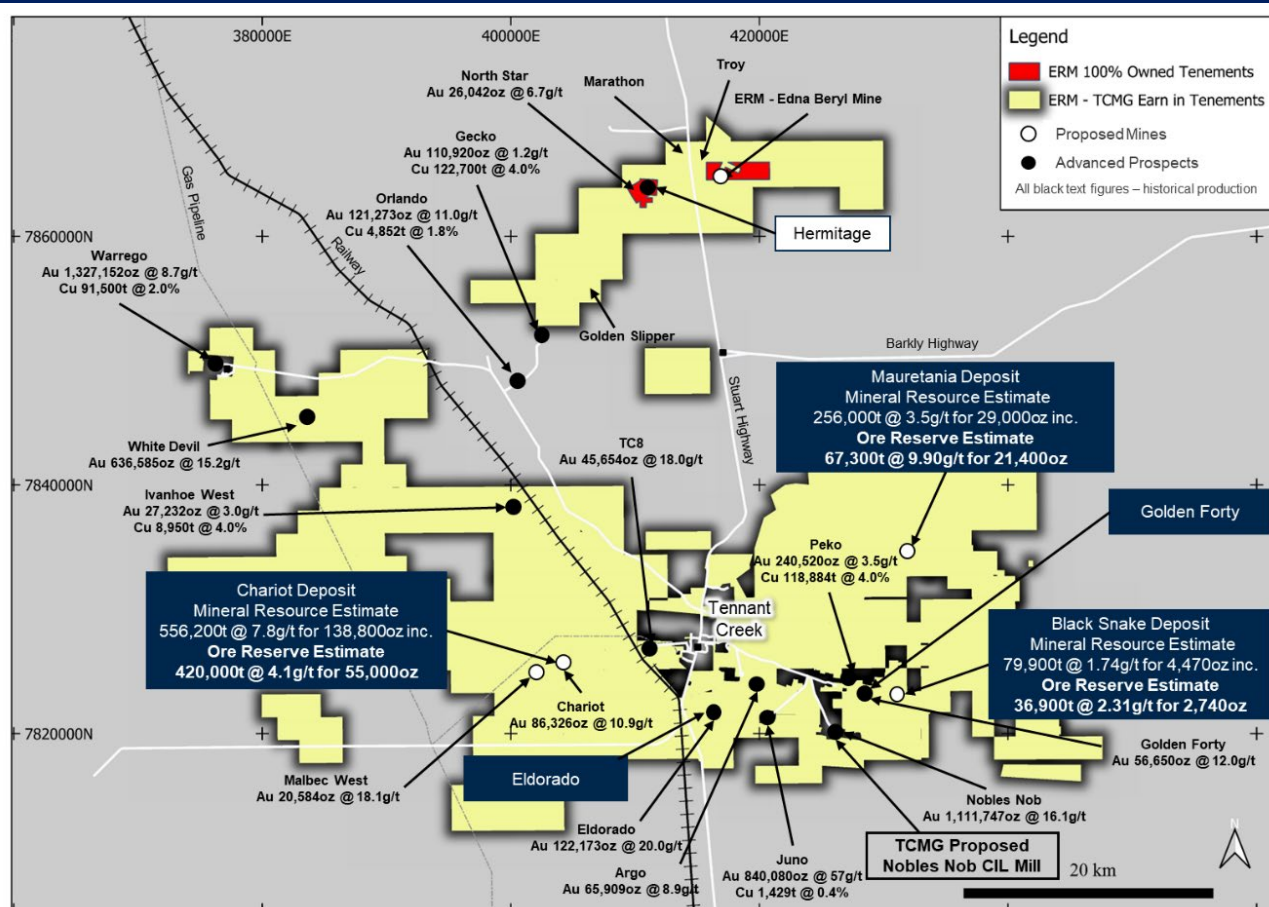 380000E
400000E
420000E
Legend
ERM 100% Owned Tenements
ERM - TCMG Earn in Tenements
Proposed Mines
Advanced Prospects
All black text figures – historical production
North Star
Au 26,042oz @ 6.7g/t
Marathon
Troy
ERM - Edna Beryl Mine
Gecko
Au 110,920oz @ 1.2g/t
Cu 122,700t @ 4.0%
Orlando
Au 121,273oz @ 11.0g/t
Cu 4,852t @ 1.8%
Hermitage
Gas Pipeline
Railway
7860000N
Warrego
Au 1,327,152oz @ 8.7g/t
Cu 91,500t @ 2.0%
Golden Slipper
Stuart Highway
Barkly Highway
Mauretania Deposit
Mineral Resource Estimate
256,000t @ 3.5g/t for 29,000oz inc.
Ore Reserve Estimate
67,300t @ 9.90g/t for 21,400oz
White Devil
Au 636,585oz @ 15.2g/t
TC8
Au 45,654oz @ 18.0g/t
7840000N
Ivanhoe West
Au 27,232oz @ 3.0g/t
Cu 8,950t @ 4.0%
Golden Forty
Peko
Au 240,520oz @ 3.5g/t
Cu 118,884t @ 4.0%
Chariot Deposit
Mineral Resource Estimate
556,200t @ 7.8g/t for 138,800oz inc.
Ore Reserve Estimate
420,000t @ 4.1g/t for 55,000oz
Tennant
Creek
Black Snake Deposit
Mineral Resource Estimate
79,900t @ 1.74g/t for 4,470oz inc.
Ore Reserve Estimate
36,900t @ 2.31g/t for 2,740oz
Chariot
Au 86,326oz @ 10.9g/t
7820000N
Golden Forty
Au 56,650oz @ 12.0g/t
Malbec West
Au 20,584oz @ 18.1g/t
Eldorado
Nobles Nob
Au 1,111,747oz @ 16.1g/t
Eldorado
Au 122,173oz @ 20.0g/t
TCMG Proposed
Nobles Nob CIL Mill
Argo
Au 65,909oz @ 8.9g/t
Juno
Au 840,080oz @ 57g/t
Cu 1,429t @ 0.4%
N
20 km